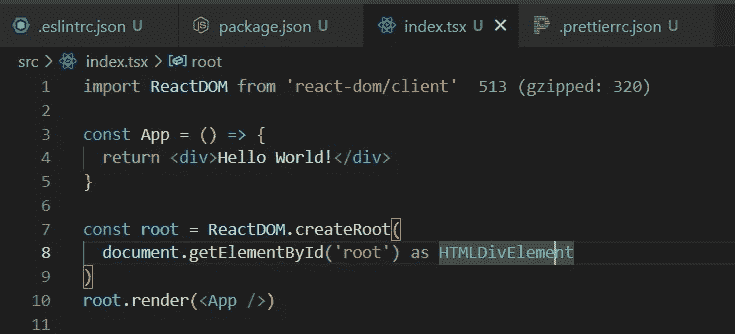 .eslintrc.json U package.json U index.tsx U .prettierrc.json U
src > index.tsx > root
1 import ReactDOM from 'react-dom/client' 513 (gzipped: 320)
2
3 const App = () => {
4 return <div>Hello World!</div>
5 }
6
7 const root = ReactDOM.createRoot(
8 document.getElementById('root') as HTMLDivElement
9 )
10 root.render(<App />)
11